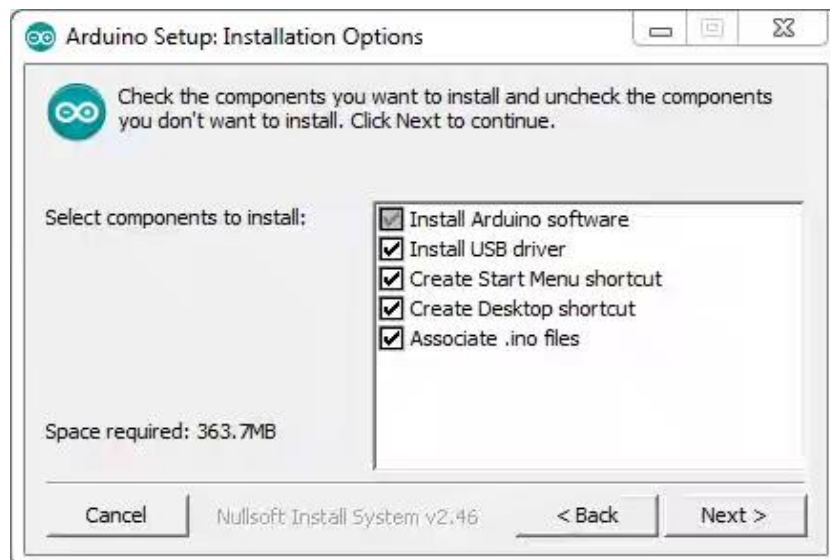 Arduino Setup: Installation Options
Check the components you want to install and uncheck the components
you don't want to install. Click Next to continue.
Select components to install:
Install Arduino software
Install USB driver
Create Start Menu shortcut
Create Desktop shortcut
Associate .ino files
Space required: 363.7MB
Cancel
Nullsoft Install System v2.46
< Back
Next >